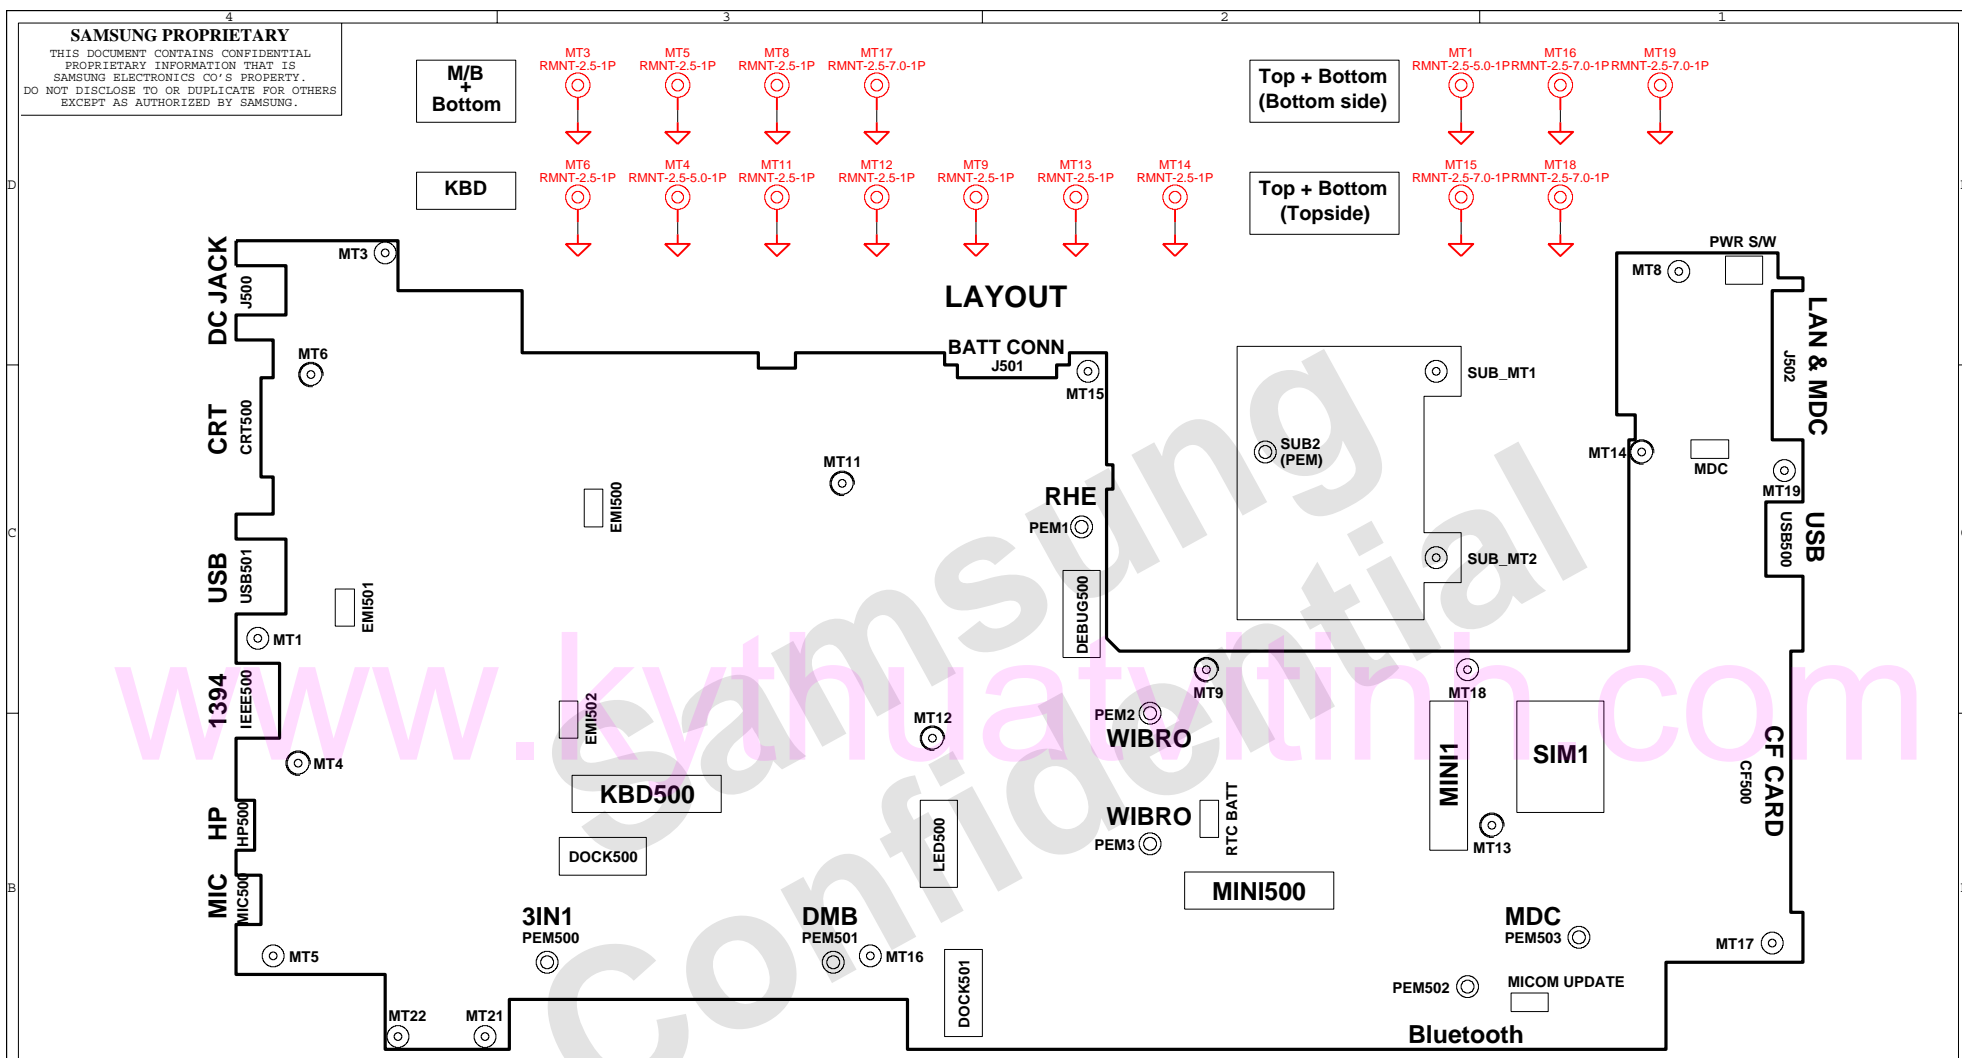 4 3 2 1
SAMSUNG PROPRIETARY
THIS DOCUMENT CONTAINS CONFIDENTIAL
PROPRIETARY INFORMATION THAT IS
SAMSUNG ELECTRONICS CO'S PROPERTY.
DO NOT DISCLOSE TO OR DUPLICATE FOR OTHERS
EXCEPT AS AUTHORIZED BY SAMSUNG.
M/B
+
Bottom
MT3
RMNT-2.5-1P
MT5
RMNT-2.5-1P
MT8
RMNT-2.5-1P
MT17
RMNT-2.5-7.0-1P
Top + Bottom
(Bottom side)
MT1
RMNT-2.5-5.0-1P
MT16
RMNT-2.5-7.0-1P
MT19
RMNT-2.5-7.0-1P
D
KBD
MT6
RMNT-2.5-1P
MT4
RMNT-2.5-5.0-1P
MT11
RMNT-2.5-1P
MT12
RMNT-2.5-1P
MT9
RMNT-2.5-1P
MT13
RMNT-2.5-1P
MT14
RMNT-2.5-1P
Top + Bottom
(Topside)
MT15
RMNT-2.5-7.0-1P
MT18
RMNT-2.5-7.0-1P
DC JACK
J500
MT3
LAYOUT
PWR S/W
MT8
BATT CONN
J501
MT6
MT15
SUB_MT1
LAN & MDC
J502
CRT
CRT500
MT11
SUB2
(PEM)
MT14
MDC
MT19
RHE
PEM1
EMI500
C
USB
USB501
EMI501
DEBUG500
SUB_MT2
USB
USB500
MT1
1394
IEEE500
EMI502
MT4
MT12
MT9
MT18
PEM2
WIBRO
MINI1
SIM1
CF CARD
CF500
KBD500
HP
HP500
DOCK500
LED500
WIBRO
PEM3
RTC BATT
MT13
B
MIC
MIC500
MINI500
3IN1
PEM500
DMB
PEM501
MT16
MDC
PEM503
MT17
MT5
DOCK501
PEM502
MICOM UPDATE
MT22
MT21
Bluetooth
Samsung
Confidential
www.kythuatvitinh.com